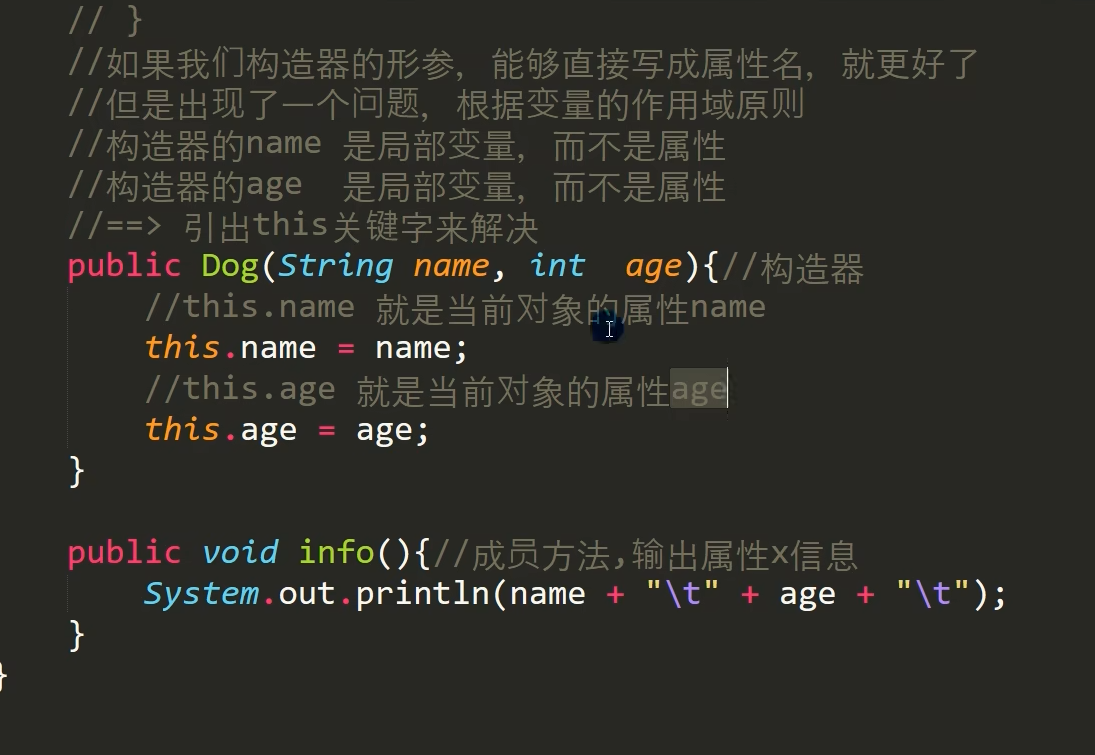 // }
//如果我们构造器的形参, 能够直接写成属性名, 就更好了
//但是出现了一个问题, 根据变量的作用域原则
//构造器的name 是局部变量, 而不是属性
//构造器的age  是局部变量, 而不是属性
//==> 引出this关键字来解决
public Dog(String name, int  age){//构造器
//this.name 就是当前对象的属性name
this.name = name;
//this.age 就是当前对象的属性age
this.age = age;
}
public void info(){//成员方法,输出属性x信息
System.out.println(name + "\t" + age + "\t");
}
}